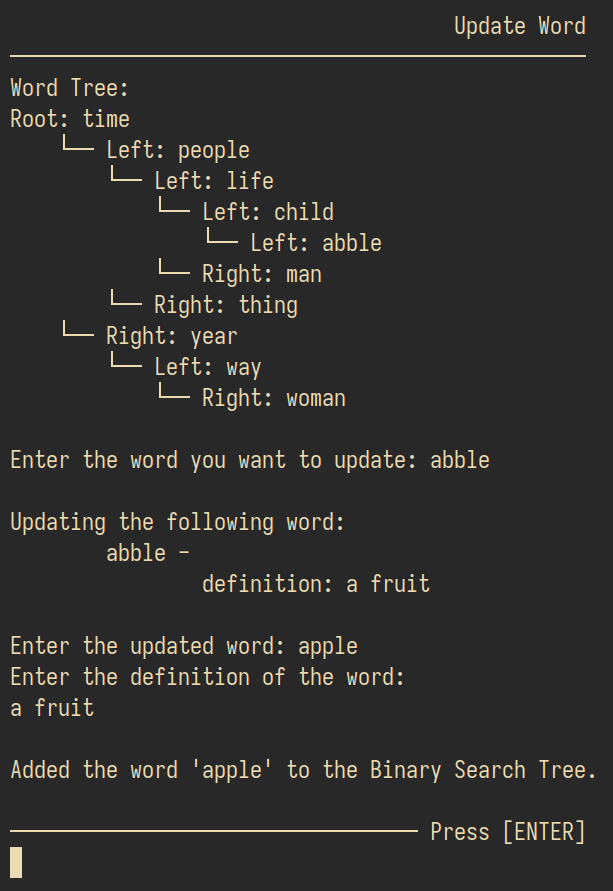 Update Word
Word Tree:
Root: time
└── Left: people
└── Left: life
└── Left: child
└── Left: abble
└── Right: man
└── Right: thing
└── Right: year
└── Left: way
└── Right: woman
Enter the word you want to update: abble
Updating the following word:
abble -
definition: a fruit
Enter the updated word: apple
Enter the definition of the word:
a fruit
Added the word 'apple' to the Binary Search Tree.
Press [ENTER]